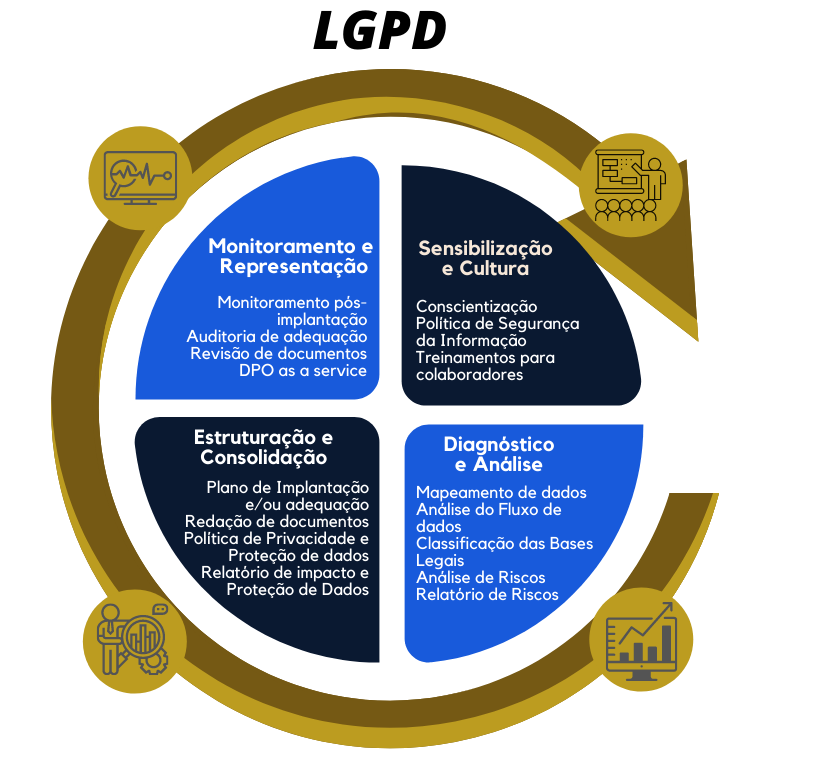 LGPD
Monitoramento e
Representação
Monitoramento pós-
implantação
Auditoria de adequação
Revisão de documentos
DPO as a service
Sensibilização
e Cultura
Conscientização
Política de Segurança
da Informação
Treinamentos para
colaboradores
Estruturação e
Consolidação
Plano de Implantação
e/ou adequação
Redação de documentos
Política de Privacidade e
Proteção de dados
Relatório de impacto e
Proteção de Dados
Diagnóstico
e Análise
Mapeamento de dados
Análise do Fluxo de
dados
Classificação das Bases
Legais
Análise de Riscos
Relatório de Riscos